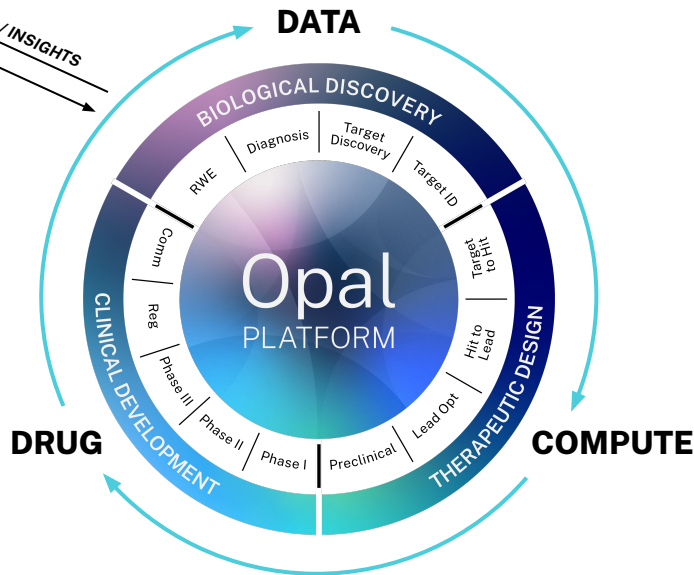 DATA
/ INSIGHTS
BIOLOGICAL DISCOVERY
RWE
Diagnosis
Target
Discovery
Target ID
Target
to Hit
Hit to
Lead
Lead Opt
Preclinical
THERAPEUTIC DESIGN
Phase I
Phase II
Phase III
Reg
Comm
CLINICAL DEVELOPMENT
Opal
PLATFORM
DRUG
COMPUTE